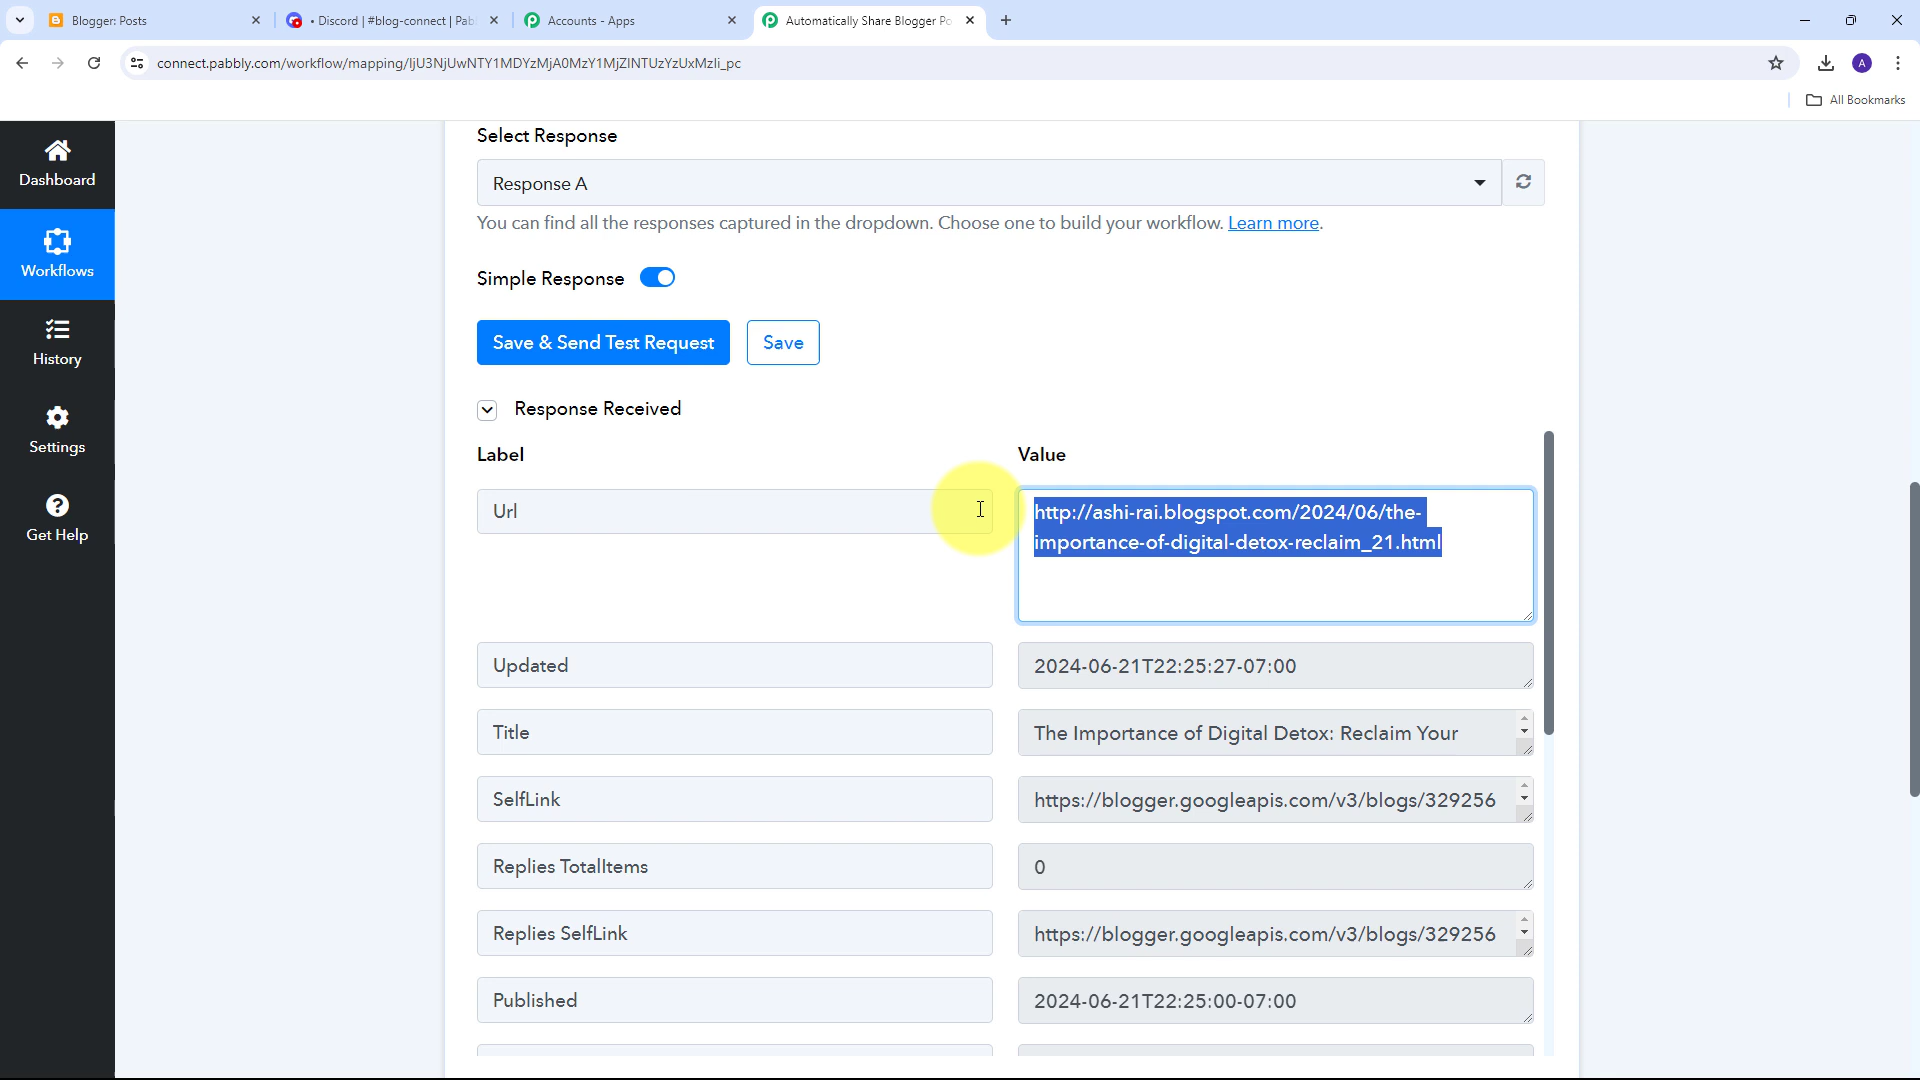 Blogger: Posts
• Discord | #blog-connect | Pab
Accounts - Apps
Automatically Share Blogger Po
connect.pabbly.com/workflow/mapping/IjU3NjUwNTY1MDYzMjA0MzY1MjZlNTUzYzUxMzIi_pc
A
All Bookmarks
Dashboard
Workflows
History
Settings
Get Help
Select Response
Response A
You can find all the responses captured in the dropdown. Choose one to build your workflow. Learn more.
Simple Response
Save & Send Test Request
Save
Response Received
Label
Value
Url
http://ashi-rai.blogspot.com/2024/06/the-
importance-of-digital-detox-reclaim_21.html
Updated
2024-06-21T22:25:27-07:00
Title
The Importance of Digital Detox: Reclaim Your
SelfLink
https://blogger.googleapis.com/v3/blogs/329256
Replies TotalItems
0
Replies SelfLink
https://blogger.googleapis.com/v3/blogs/329256
Published
2024-06-21T22:25:00-07:00